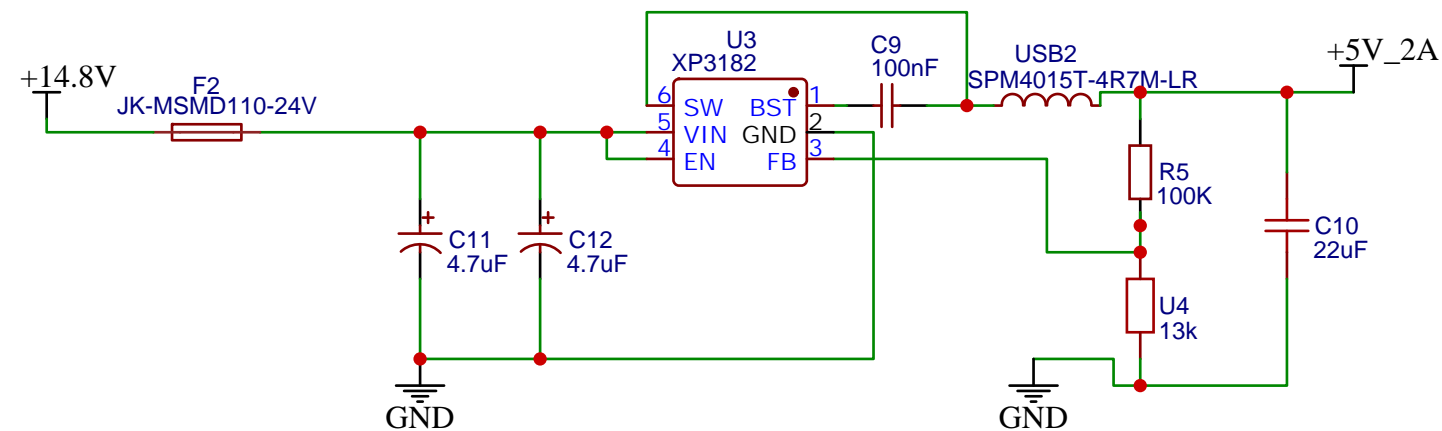 +14.8V
F2
JK-MSMD110-24V
U3
XP3182
6 SW BST 1
5 VIN GND 2
4 EN FB 3
C9
100nF
USB2
SPM4015T-4R7M-LR
+5V_2A
R5
100K
C10
22uF
C11
4.7uF
C12
4.7uF
U4
13k
GND
GND